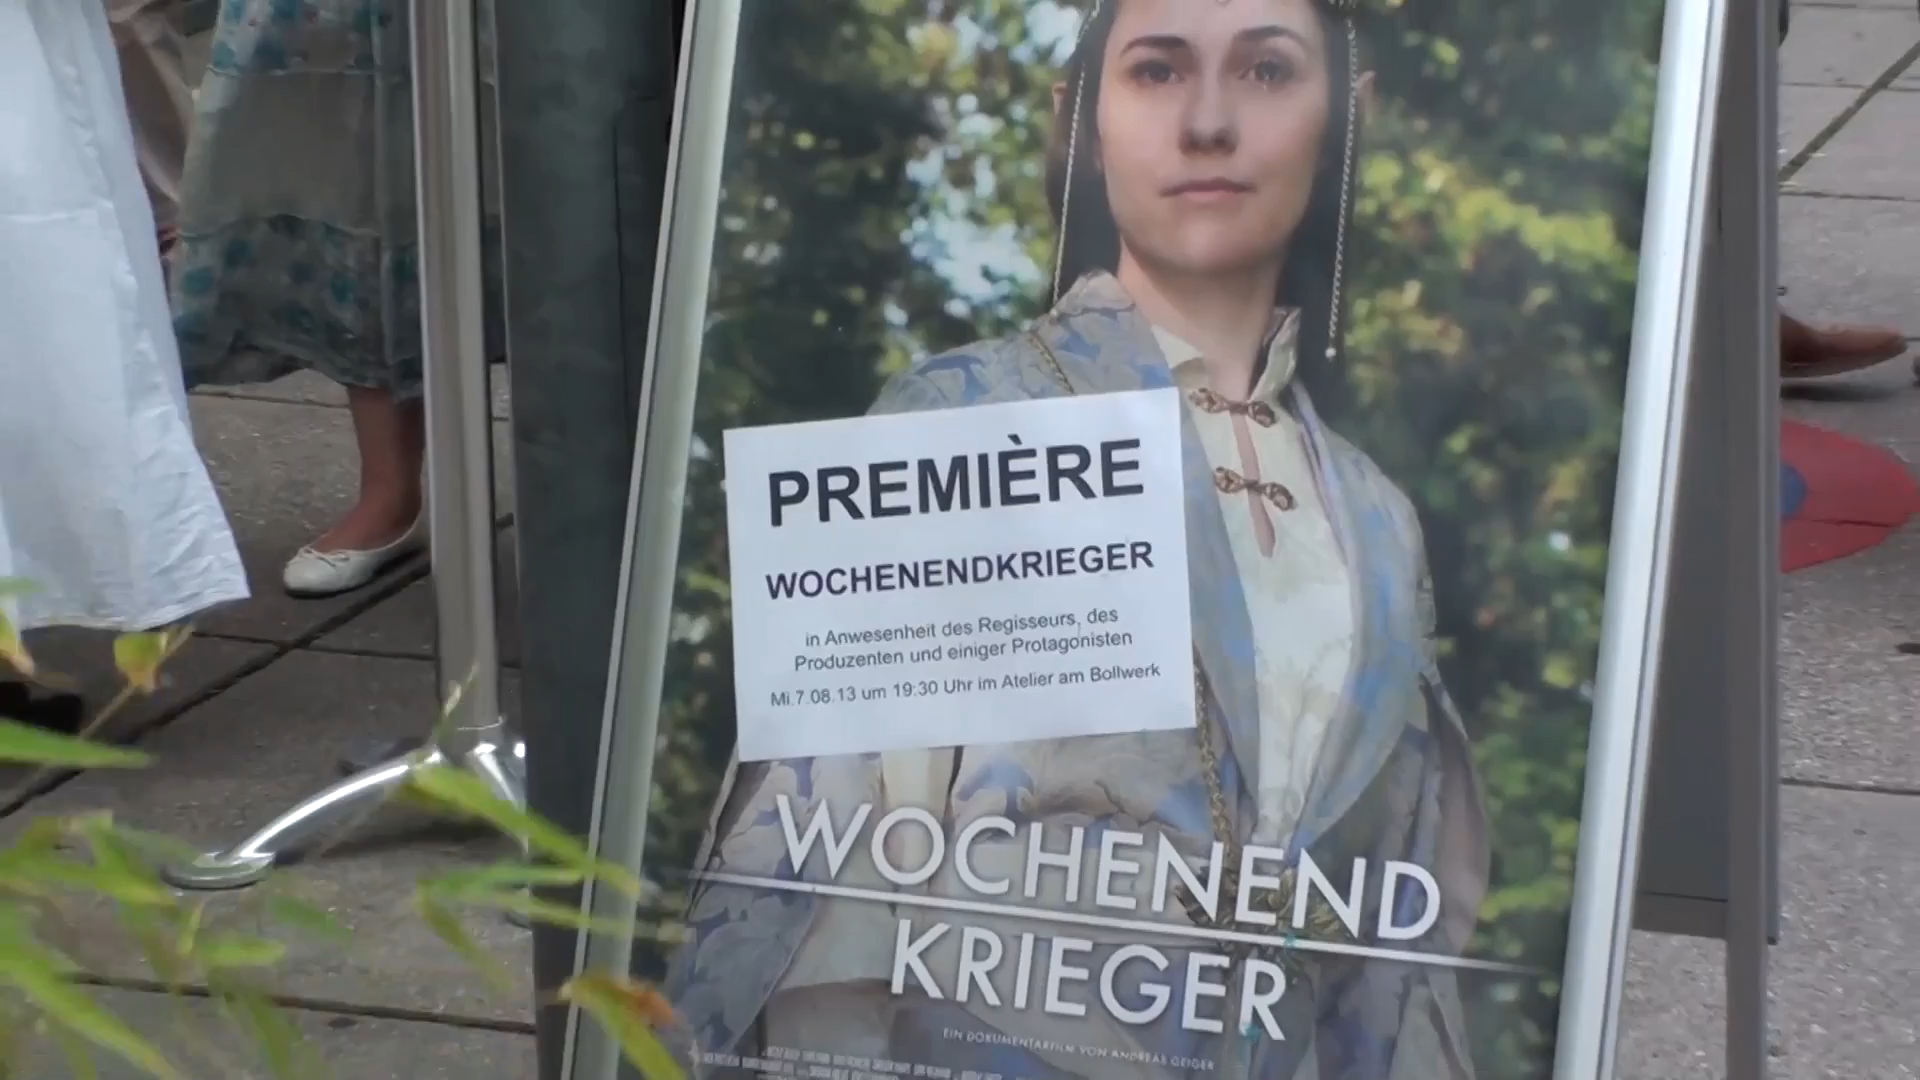 PREMIÈRE
WOCHENENDKRIEGER
in Anwesenheit des Regisseurs, des
Produzenten und einiger Protagonisten
Mi.7.08.13 um 19:30 Uhr im Atelier am Bollwerk
WOCHENEND
KRIEGER
EIN DOKUMENTARFILM VON ANDREAS GEIGER